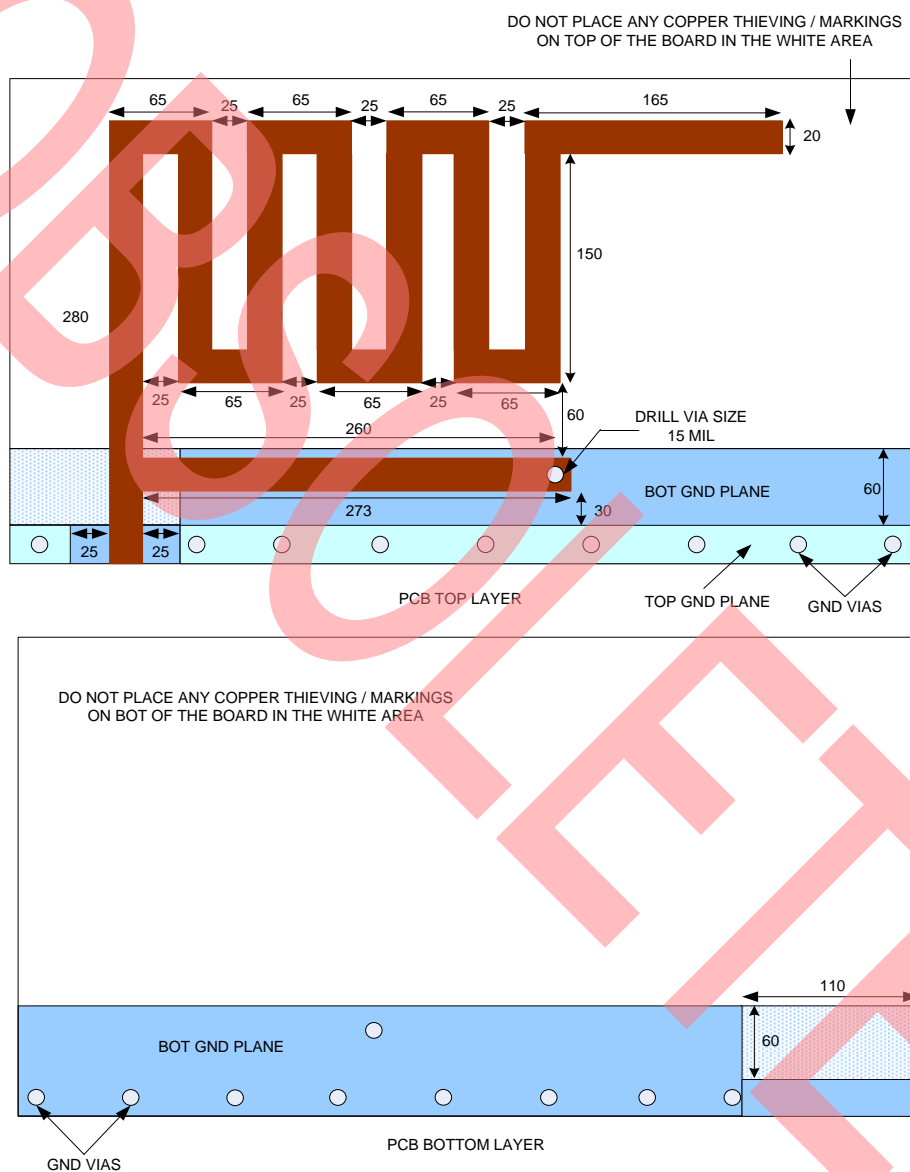 DO NOT PLACE ANY COPPER THIEVING / MARKINGS
ON TOP OF THE BOARD IN THE WHITE AREA
65
25
65
25
65
25
165
20
150
280
25
65
25
65
25
65
60
260
DRILL VIA SIZE
15 MIL
BOT GND PLANE
60
273
30
25
25
PCB TOP LAYER
TOP GND PLANE
GND VIAS
DO NOT PLACE ANY COPPER THIEVING / MARKINGS
ON BOT OF THE BOARD IN THE WHITE AREA
110
60
BOT GND PLANE
PCB BOTTOM LAYER
GND VIAS